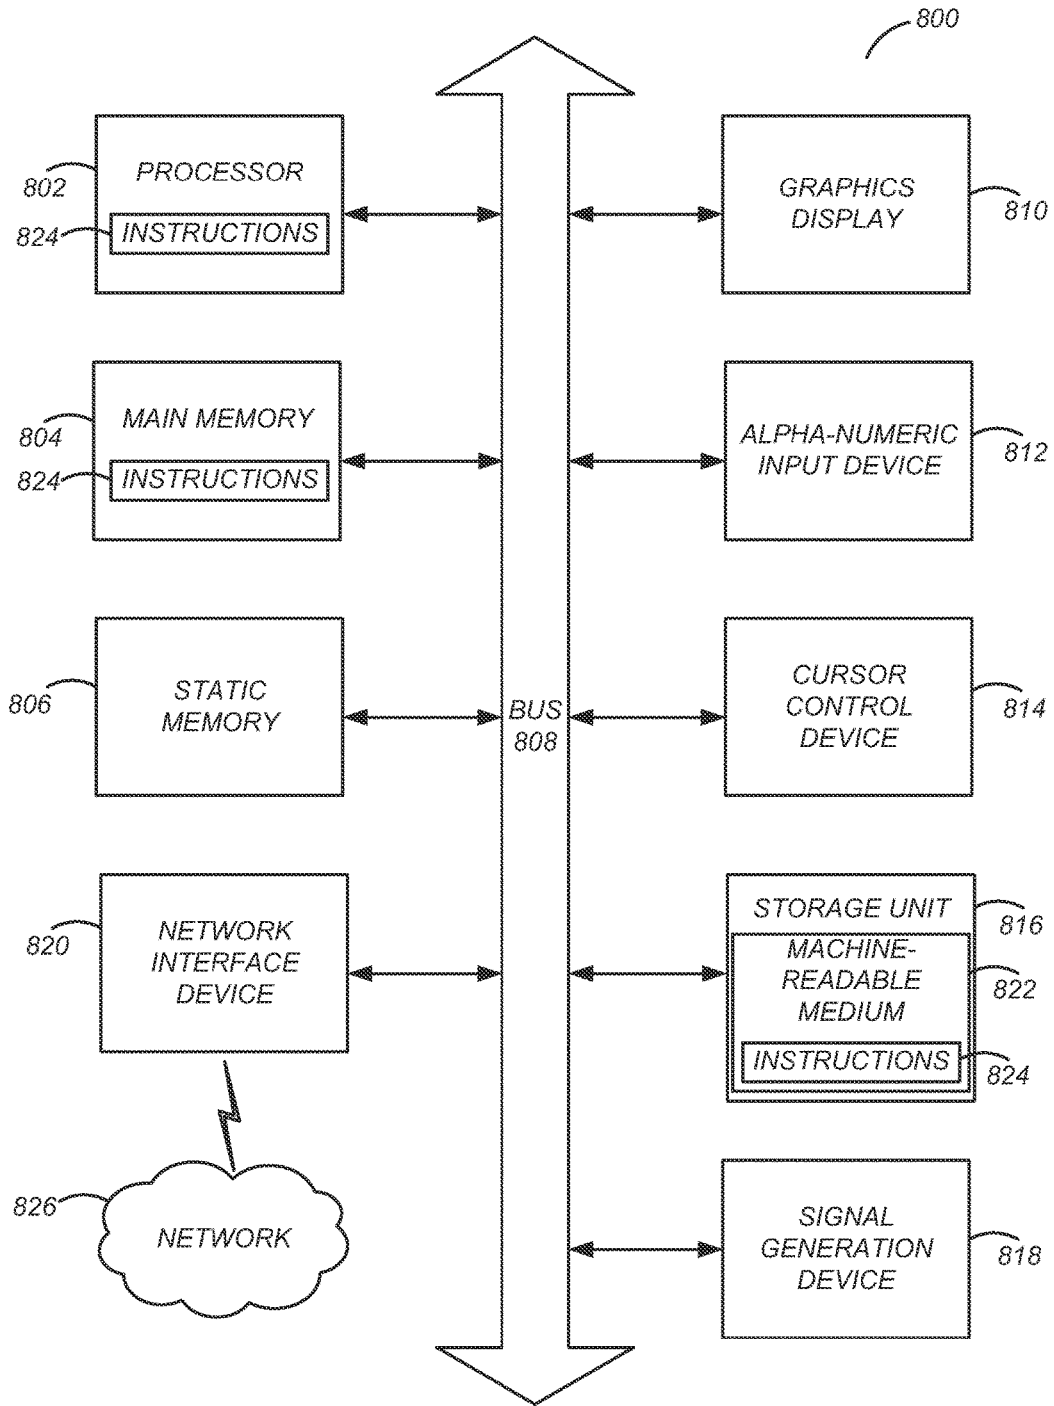 800
PROCESSOR
802
824
INSTRUCTIONS
GRAPHICS
DISPLAY
810
MAIN MEMORY
804
824
INSTRUCTIONS
ALPHA-NUMERIC
INPUT DEVICE
812
STATIC
MEMORY
806
BUS
808
CURSOR
CONTROL
DEVICE
814
NETWORK
INTERFACE
DEVICE
820
STORAGE UNIT
816
MACHINE-
READABLE
MEDIUM
822
INSTRUCTIONS
824
826
NETWORK
SIGNAL
GENERATION
DEVICE
818